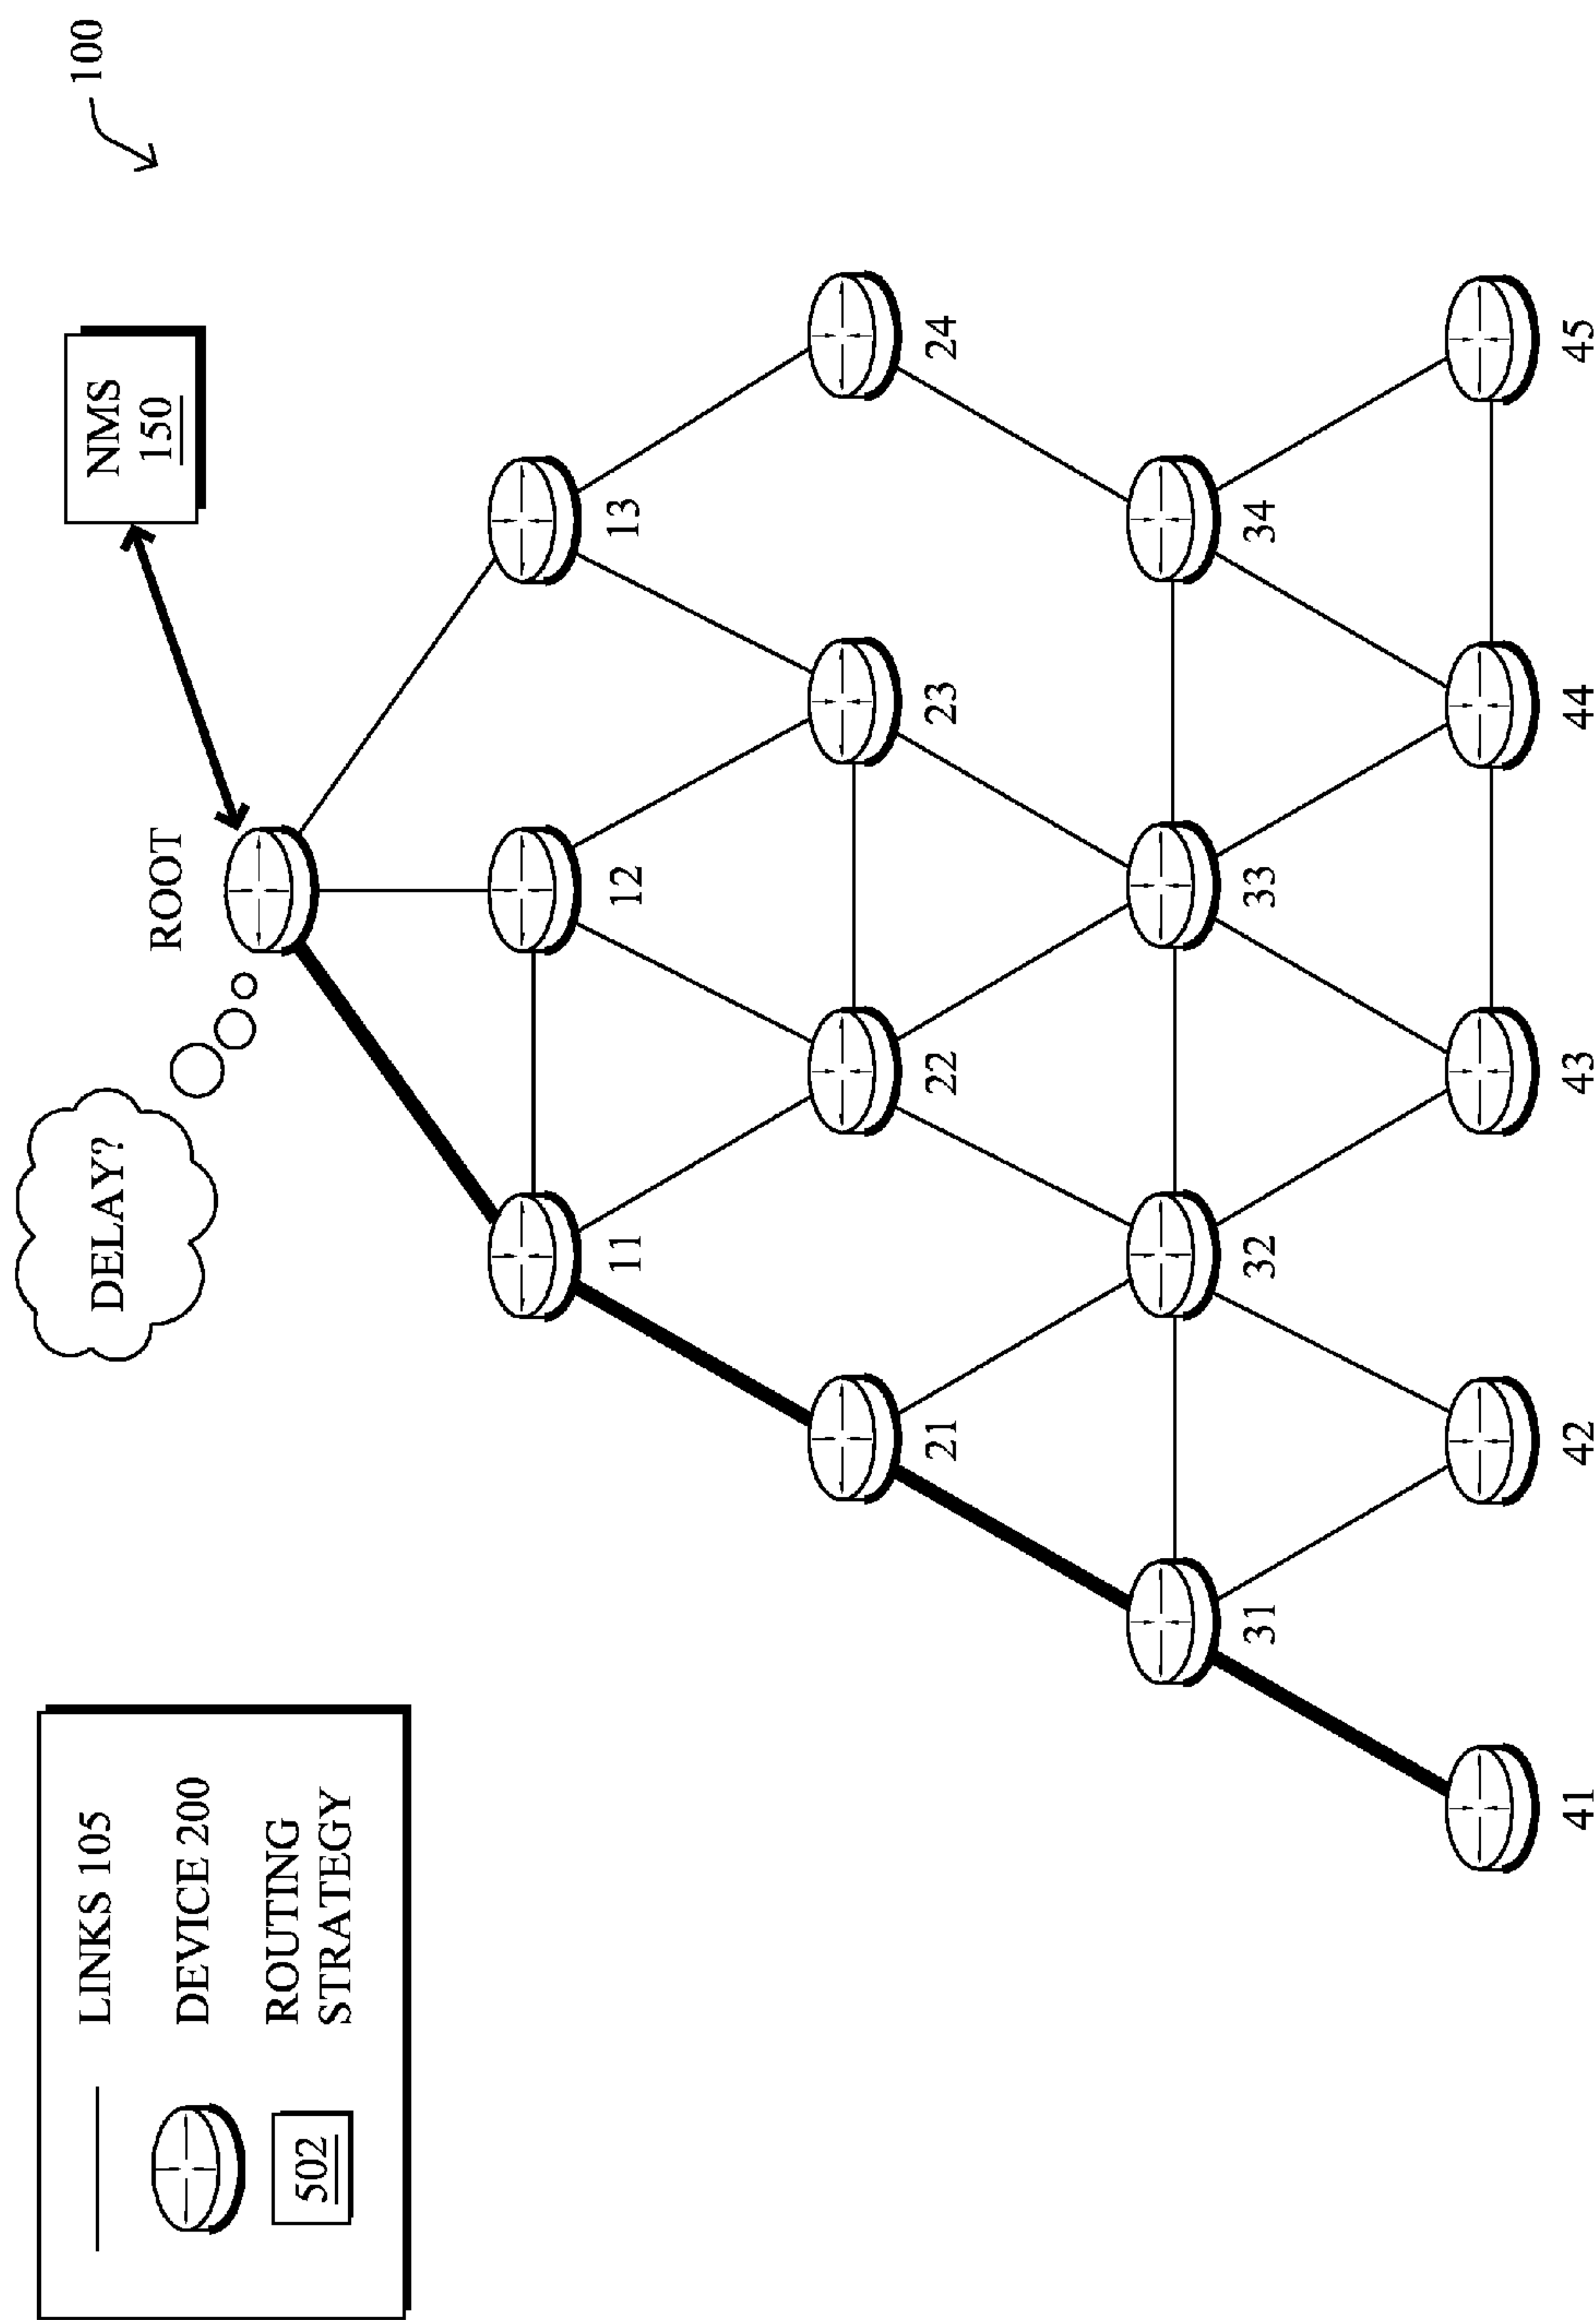 LINKS 105
DEVICE 200
ROUTING
STRATEGY
502
DELAY?
ROOT
NMS
150
100
11
12
13
21
22
23
24
31
32
33
34
41
42
43
44
45